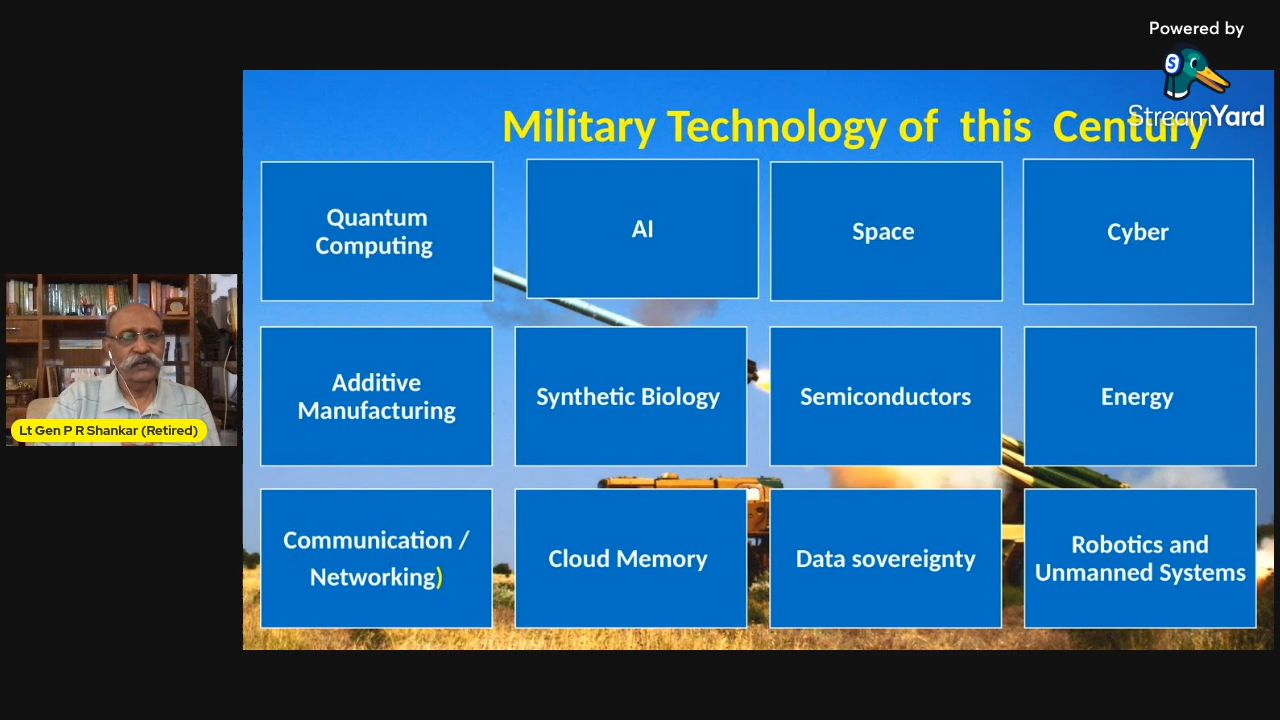 Powered by
StreamYard
Military Technology of this Century
Quantum
Computing
AI
Space
Cyber
Additive
Manufacturing
Synthetic Biology
Semiconductors
Energy
Communication /
Networking)
Cloud Memory
Data sovereignty
Robotics and
Unmanned Systems
Lt Gen P R Shankar (Retired)